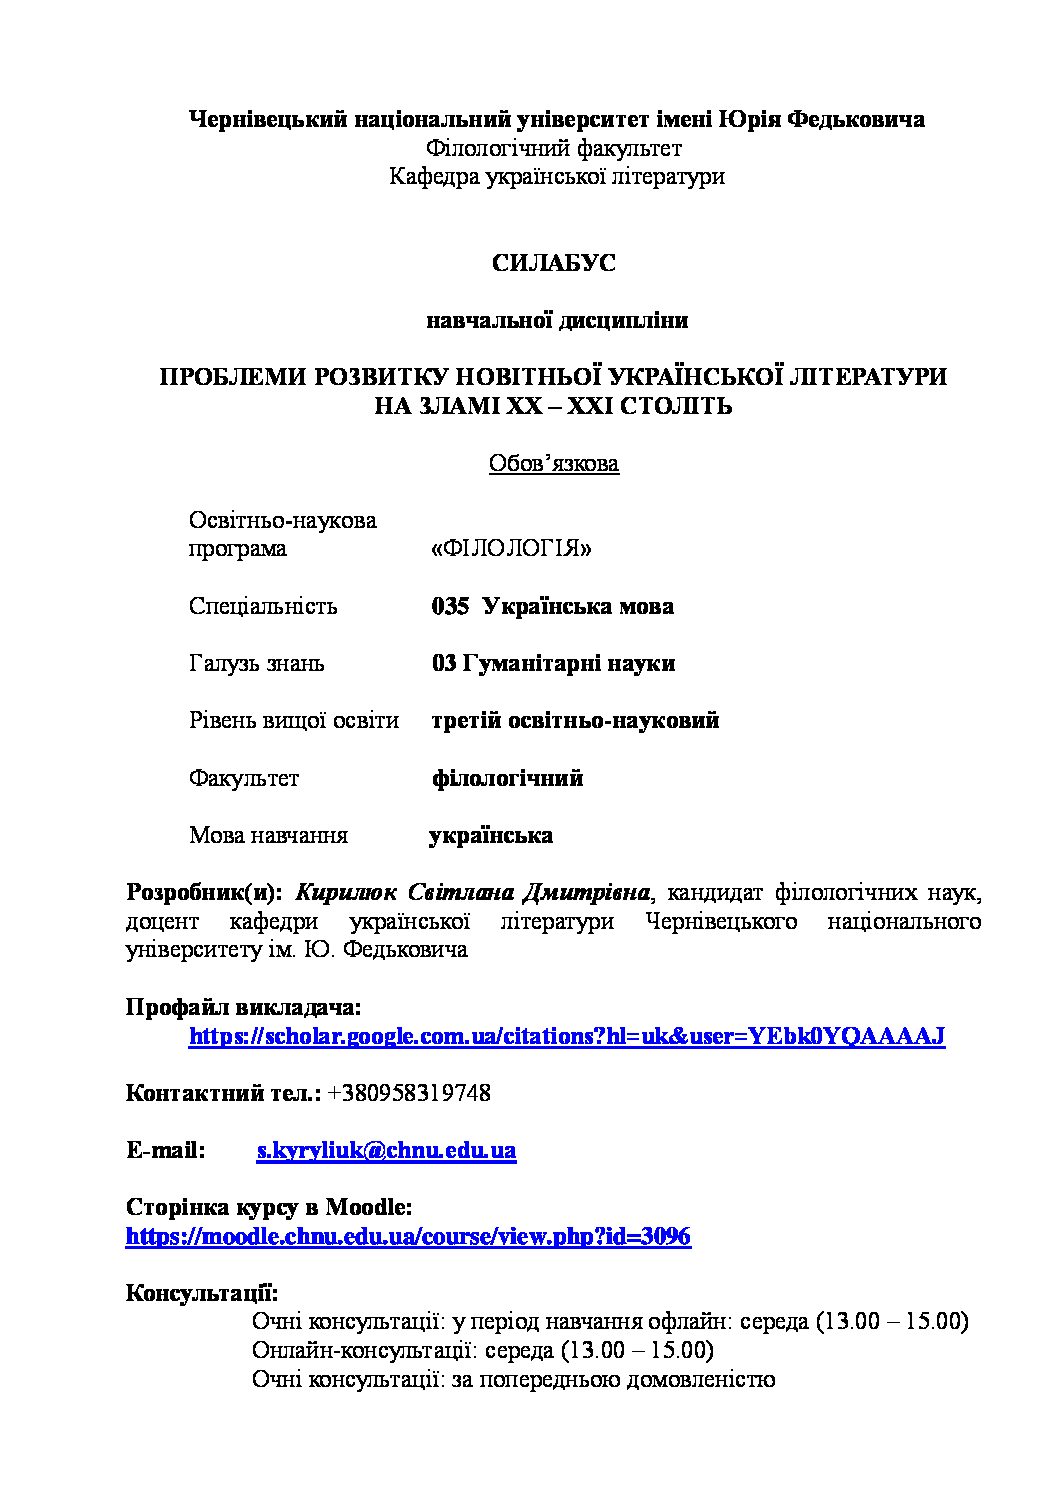 Чернівецький національний університет імені Юрія Федьковича
Філологічний факультет
Кафедра української літератури
СИЛАБУС
навчальної дисципліни
ПРОБЛЕМИ РОЗВИТКУ НОВІТНЬОЇ УКРАЇНСЬКОЇ ЛІТЕРАТУРИ
НА ЗЛАМІ ХХ – ХХІ СТОЛІТЬ
Обов’язкова
Освітньо-наукова
програма «ФІЛОЛОГІЯ»
Спеціальність 035 Українська мова
Галузь знань 03 Гуманітарні науки
Рівень вищої освіти третій освітньо-науковий
Факультет філологічний
Мова навчання українська
Розробник(и): Кирилюк Світлана Дмитрівна, кандидат філологічних наук,
доцент кафедри української літератури Чернівецького національного
університету ім. Ю. Федьковича
Профайл викладача:
https://scholar.google.com.ua/citations?hl=uk&user=YEbk0YQAAAAJ
Контактний тел.: +380958319748
E-mail: s.kyryliuk@chnu.edu.ua
Сторінка курсу в Moodle:
https://moodle.chnu.edu.ua/course/view.php?id=3096
Консультації:
Очні консультації: у період навчання офлайн: середа (13.00 – 15.00)
Онлайн-консультації: середа (13.00 – 15.00)
Очні консультації: за попередньою домовленістю